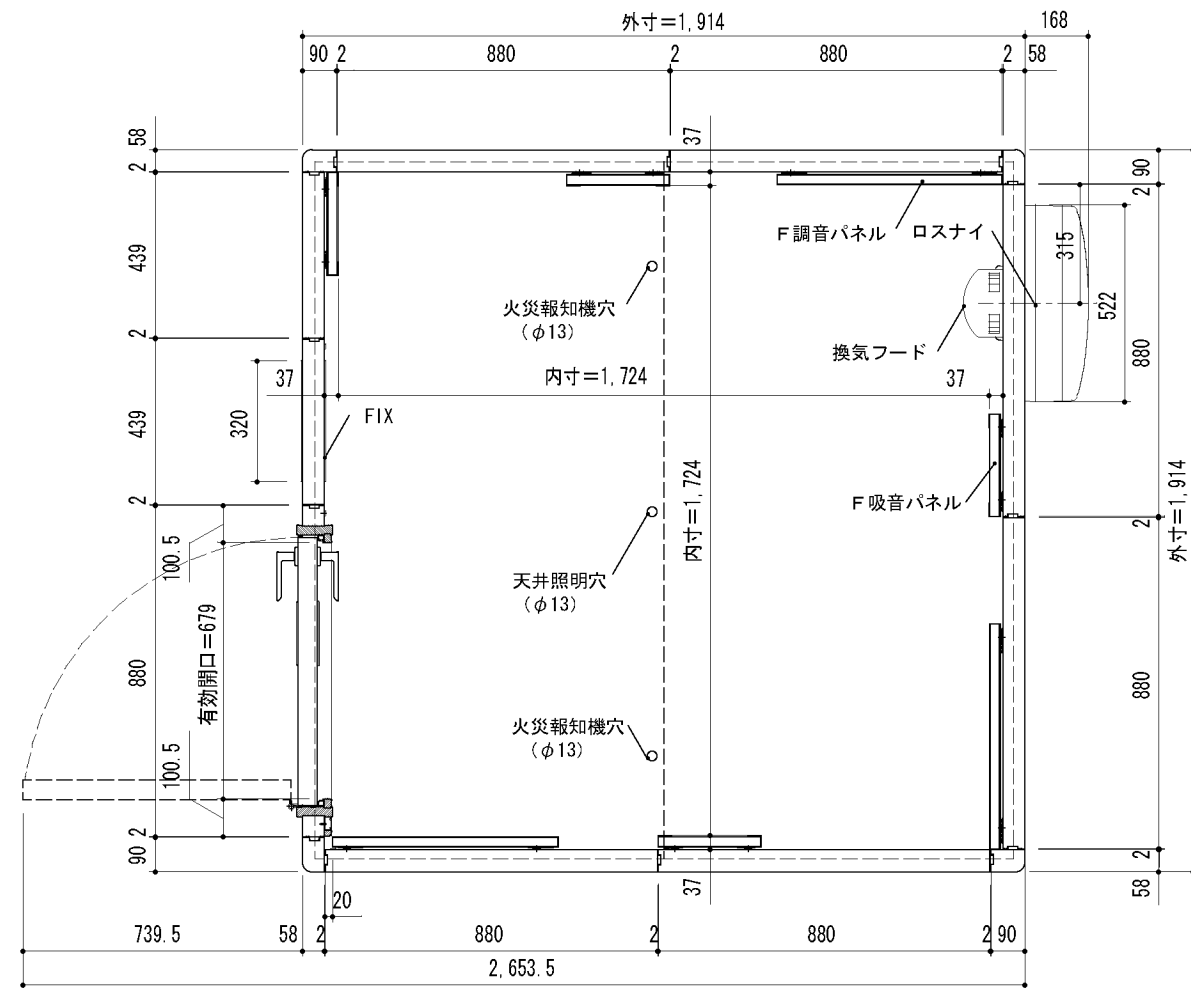 外寸=1,914
168
90
2
880
2
880
2
58
58
2
439
2
439
2
880
2
90
37
90
2
315
522
880
2
880
2
58
外寸=1,914
F調音パネル
ロスナイ
火災報知機穴
(φ13)
換気フード
37
内寸=1,724
37
320
FIX
内寸=1,724
F吸音パネル
100.5
有効開口=679
100.5
天井照明穴
(φ13)
火災報知機穴
(φ13)
37
20
739.5
58
2
880
2
880
2
90
2,653.5